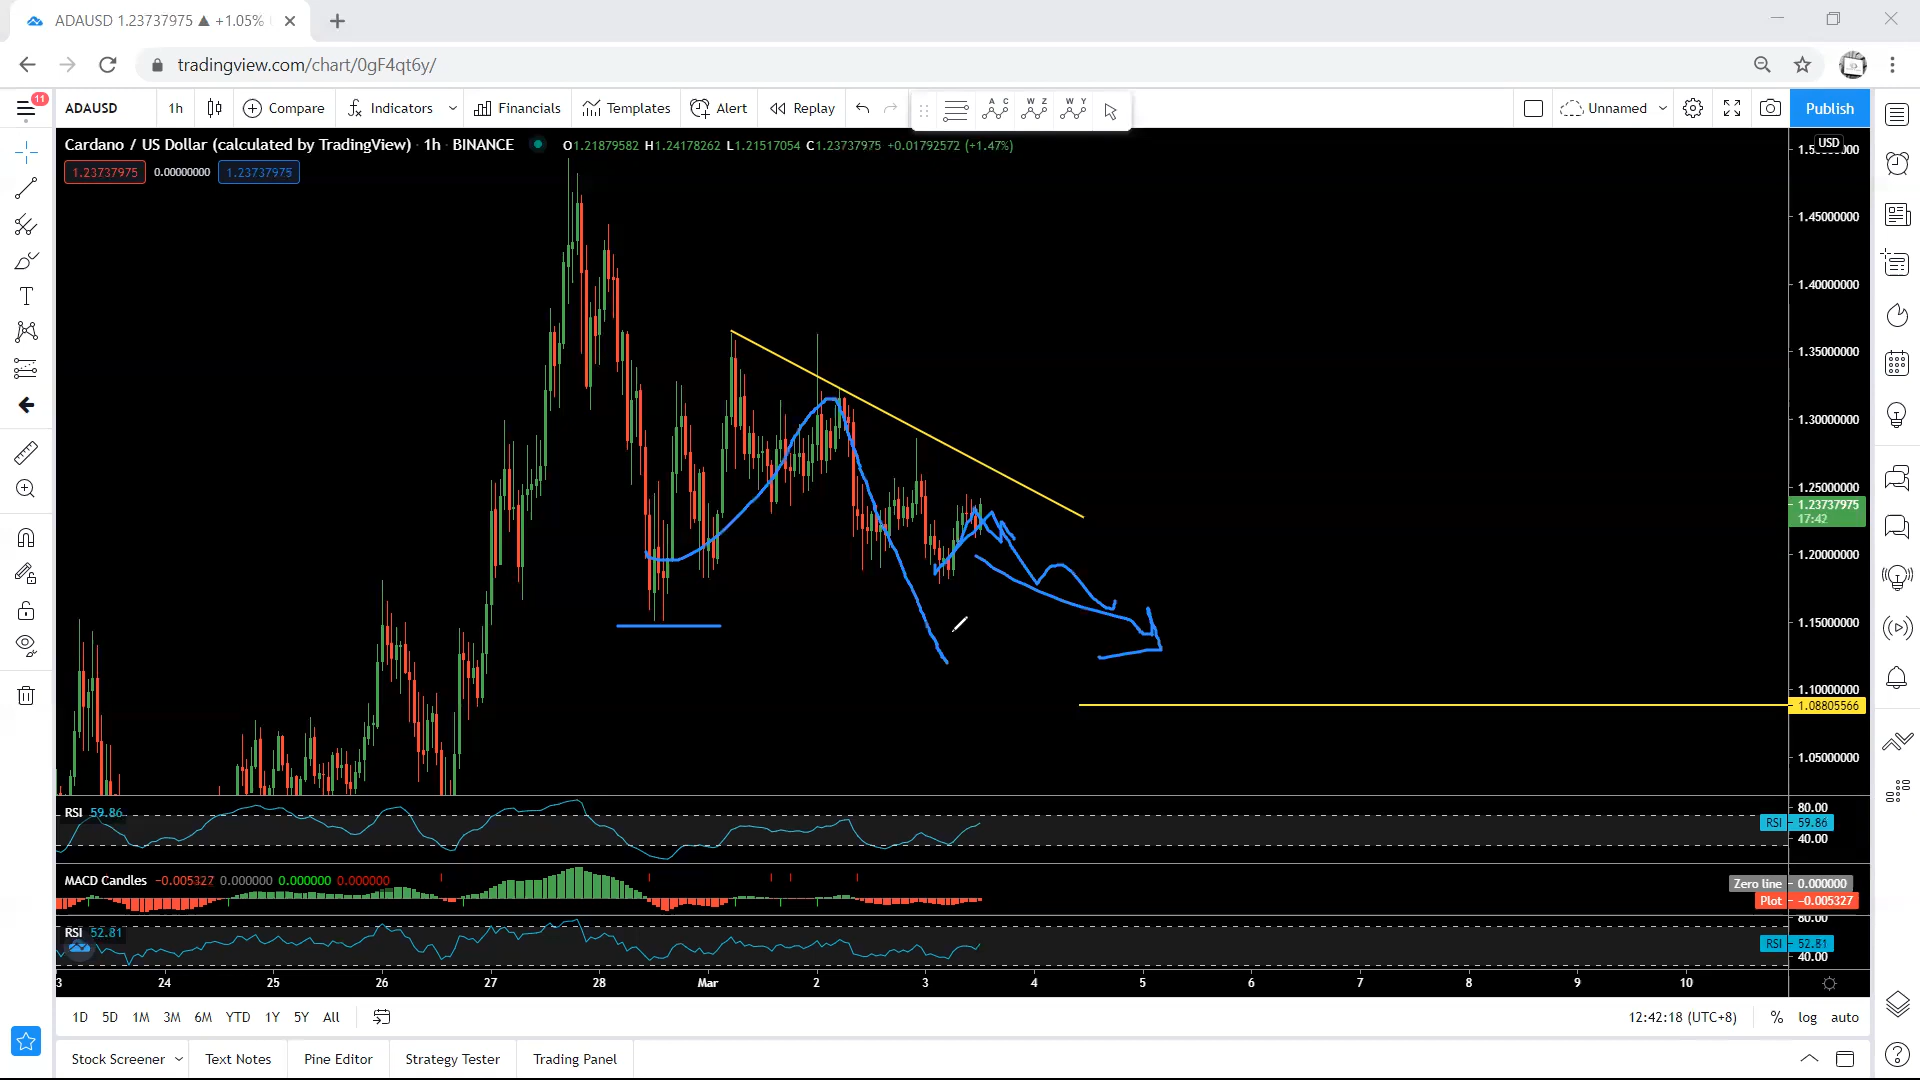 ADAUSD 1.23737975 ▲ +1.05%
tradingview.com/chart/0gF4qt6y/
11
ADAUSD 1h Compare Indicators Financials Templates Alert Replay A C W Z W Y Unnamed Publish
Cardano / US Dollar (calculated by TradingView) · 1h · BINANCE O1.21879582 H1.24178262 L1.21517054 C1.23737975 +0.01792572 (+1.47%)
1.23737975 0.00000000 1.23737975
USD
1.45000000
1.40000000
1.35000000
1.30000000
1.25000000
1.23737975
17:42
1.20000000
1.15000000
1.10000000
1.08805566
1.05000000
RSI 59.86
80.00
RSI 59.86
40.00
MACD Candles −0.005327 0.000000 0.000000 0.000000
Zero line 0.000000
Plot −0.005327
RSI 52.81
80.00
RSI 52.81
40.00
3 24 25 26 27 28 Mar 2 3 4 5 6 7 8 9 10
1D 5D 1M 3M 6M YTD 1Y 5Y All 12:42:18 (UTC+8) % log auto
Stock Screener Text Notes Pine Editor Strategy Tester Trading Panel